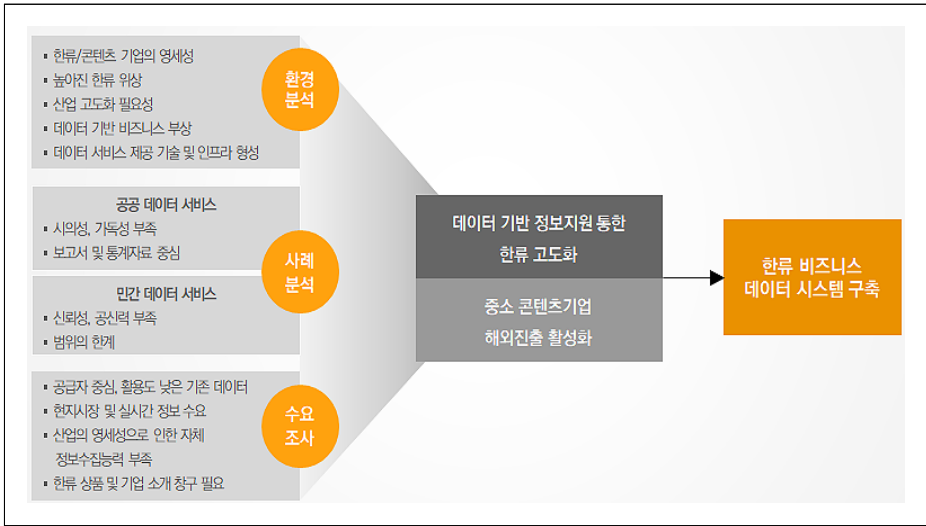 ▪ 한류/콘텐츠 기업의 영세성
▪ 높아진 한류 위상
▪ 산업 고도화 필요성
▪ 데이터 기반 비즈니스 부상
▪ 데이터 서비스 제공 기술 및 인프라 형성
환경
분석
공공 데이터 서비스
▪ 시의성, 가독성 부족
▪ 보고서 및 통계자료 중심
민간 데이터 서비스
▪ 신뢰성, 공신력 부족
▪ 범위의 한계
사례
분석
▪ 공급자 중심, 활용도 낮은 기존 데이터
▪ 현지시장 및 실시간 정보 수요
▪ 산업의 영세성으로 인한 자체
정보수집능력 부족
▪ 한류 상품 및 기업 소개 창구 필요
수요
조사
데이터 기반 정보지원 통한
한류 고도화
중소 콘텐츠기업
해외진출 활성화
한류 비즈니스
데이터 시스템 구축